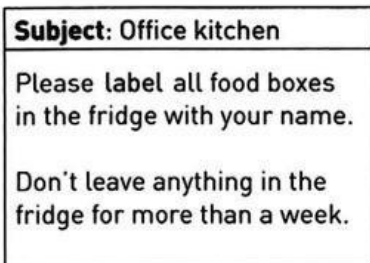 Subject: Office kitchen
Please label all food boxes
in the fridge with your name.
Don't leave anything in the
fridge for more than a week.